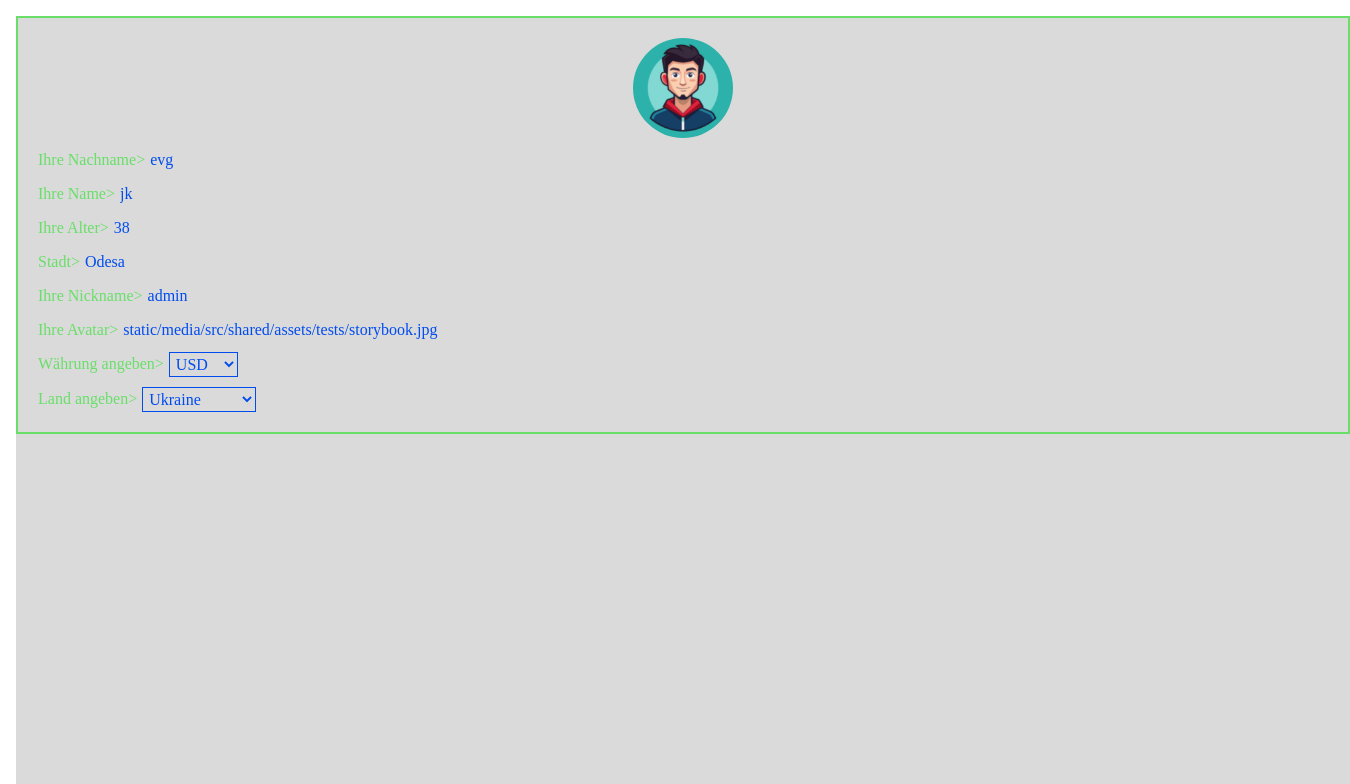 Ihre Nachname> evg
Ihre Name> jk
Ihre Alter> 38
Stadt> Odesa
Ihre Nickname> admin
Ihre Avatar> static/media/src/shared/assets/tests/storybook.jpg
Währung angeben> USD
Land angeben> Ukraine